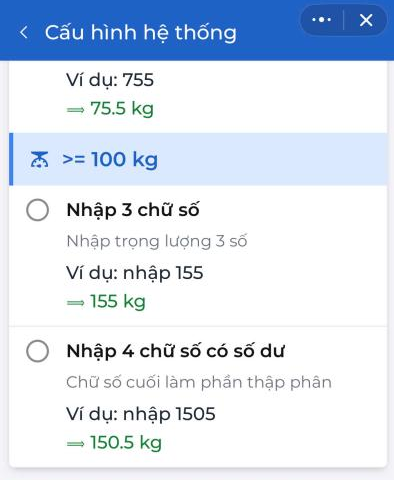 Cấu hình hệ thống
Ví dụ: 755
⟹ 75.5 kg
>= 100 kg
Nhập 3 chữ số
Nhập trọng lượng 3 số
Ví dụ: nhập 155
⟹ 155 kg
Nhập 4 chữ số có số dư
Chữ số cuối làm phần thập phân
Ví dụ: nhập 1505
⟹ 150.5 kg